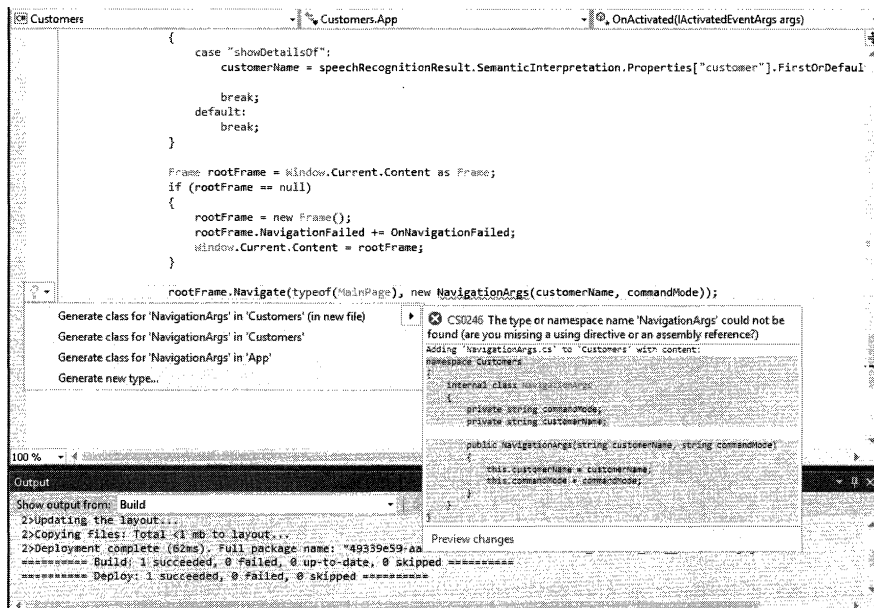 Customers
Customers.App
OnActivated(IActivatedEventArgs args)
{
case "showDetailsOf":
customerName = speechRecognitionResult.SemanticInterpretation.Properties["customer"].FirstOrDefaul
break;
default:
break;
}
Frame rootFrame = Window.Current.Content as Frame;
if (rootFrame == null)
{
rootFrame = new Frame();
rootFrame.NavigationFailed += OnNavigationFailed;
Window.Current.Content = rootFrame;
}
rootFrame.Navigate(typeof(MainPage), new NavigationArgs(customerName, commandMode));
Generate class for 'NavigationArgs' in 'Customers' (in new file)
Generate class for 'NavigationArgs' in 'Customers'
Generate class for 'NavigationArgs' in 'App'
Generate new type...
CS0246 The type or namespace name 'NavigationArgs' could not be
found (are you missing a using directive or an assembly reference?)
Adding 'NavigationArgs.cs' to 'Customers' with content:
namespace Customers
{
internal class NavigationArgs
{
private string commandMode;
private string customerName;
public NavigationArgs(string customerName, string commandMode)
{
this.customerName = customerName;
this.commandMode = commandMode;
}
}
}
Preview changes
100 %
Output
Show output from: Build
2>Updating the layout...
2>Copying files: Total <1 mb to layout...
2>Deployment complete (62ms). Full package name: "49339e59-aa
========== Build: 1 succeeded, 0 failed, 0 up-to-date, 0 skipped ==========
========== Deploy: 1 succeeded, 0 failed, 0 skipped ==========